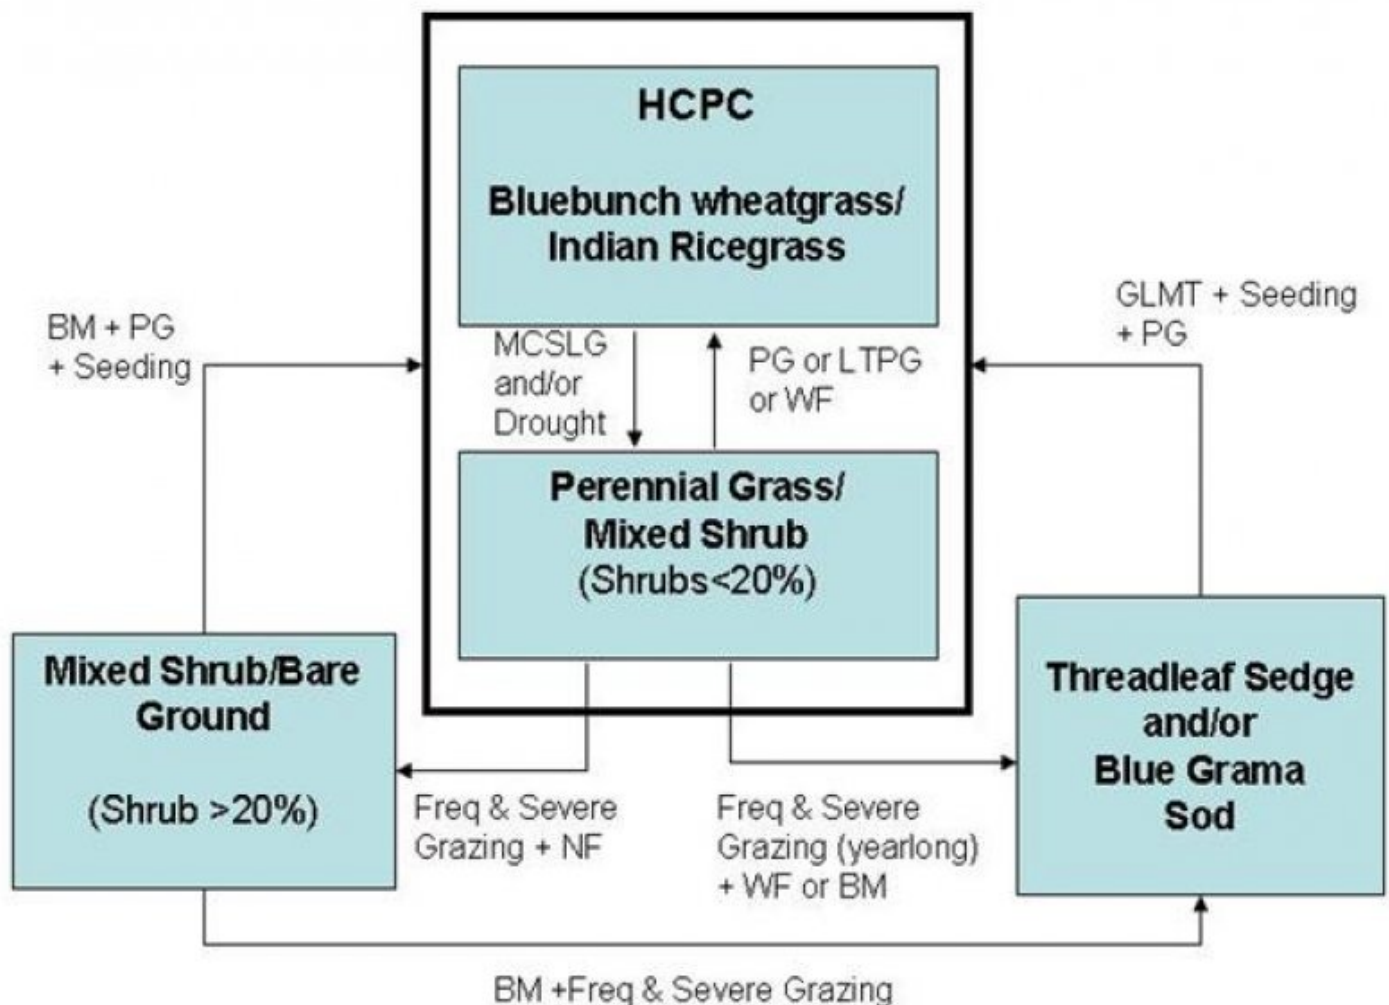 HCPC
Bluebunch wheatgrass/
Indian Ricegrass
BM + PG
+ Seeding
MCSLG
and/or
Drought
PG or LTPG
or WF
GLMT + Seeding
+ PG
Perennial Grass/
Mixed Shrub
(Shrubs<20%)
Mixed Shrub/Bare
Ground
(Shrub >20%)
Threadleaf Sedge
and/or
Blue Grama
Sod
Freq & Severe
Grazing + NF
Freq & Severe
Grazing (yearlong)
+ WF or BM
BM +Freq & Severe Grazing